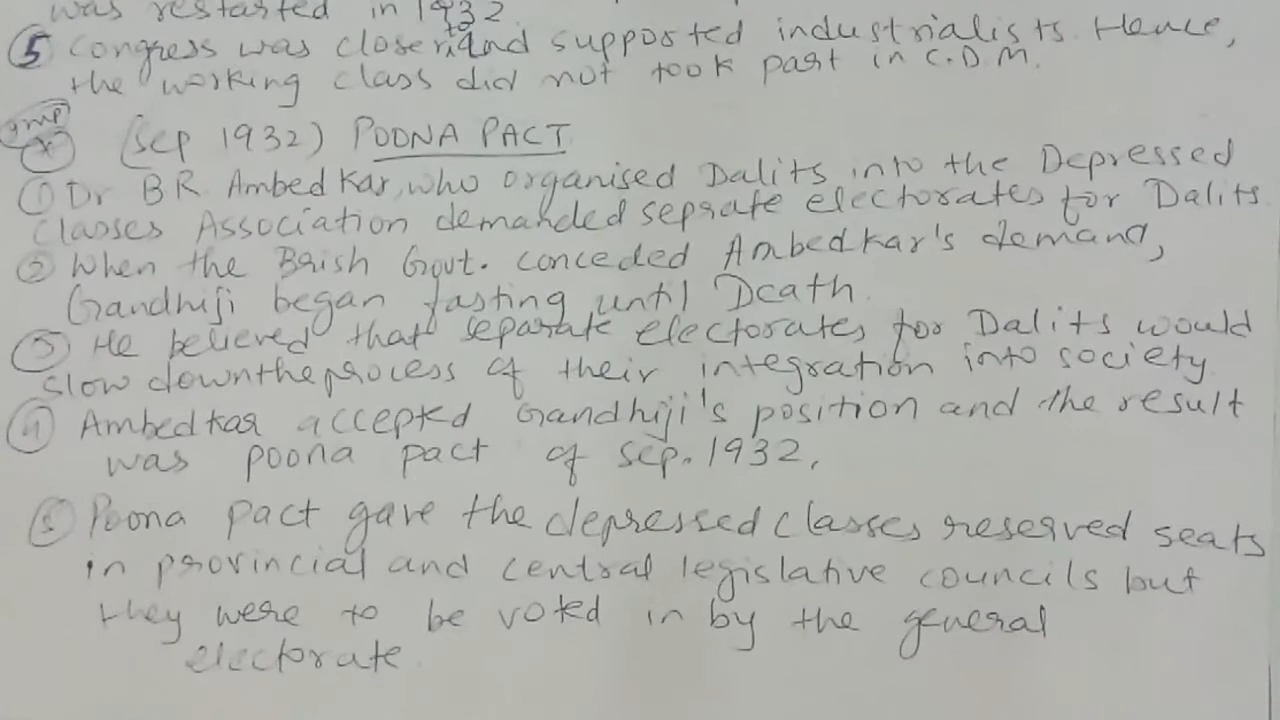 was restarted in 1932
⑤ Congress was closer to and supported industrialists. Hence,
the working class did not took part in C.D.M.
Imp
(Sep 1932) POONA PACT
① Dr B R Ambedkar, who organised Dalits into the Depressed
Classes Association demanded seprate electorates for Dalits
② When the Brish Govt. conceded Ambedkar's demand,
Gandhiji began fasting until Death.
③ He believed that separate electorates for Dalits would
slow down the process of their integration into society
④ Ambedkar accepted Gandhiji's position and the result
was poona pact of sep. 1932.
⑤ Poona pact gave the depressed classes reserved seats
in provincial and central legislative councils but
they were to be voted in by the general
electorate.